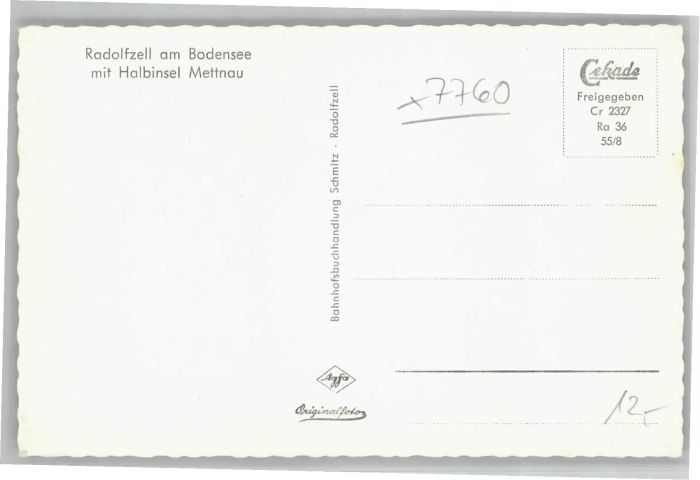 Radolfzell am Bodensee
mit Halbinsel Mettnau
x7760
Cekade
Freigegeben
Cr 2327
Ra 36
55/8
Bahnhofsbuchhandlung Schmitz · Radolfzell
Agfa
Originalfoto
12,-